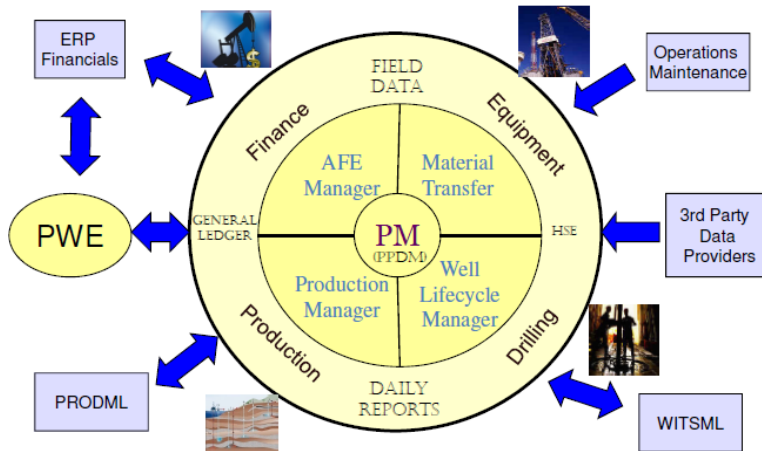 ERP
Financials
FIELD
DATA
Operations
Maintenance
Finance
Equipment
AFE
Manager
Material
Transfer
PWE
GENERAL
LEDGER
PM
(PPDM)
HSE
3rd Party
Data
Providers
Production
Manager
Well
Lifecycle
Manager
Production
Drilling
DAILY
REPORTS
PRODML
WITSML
$